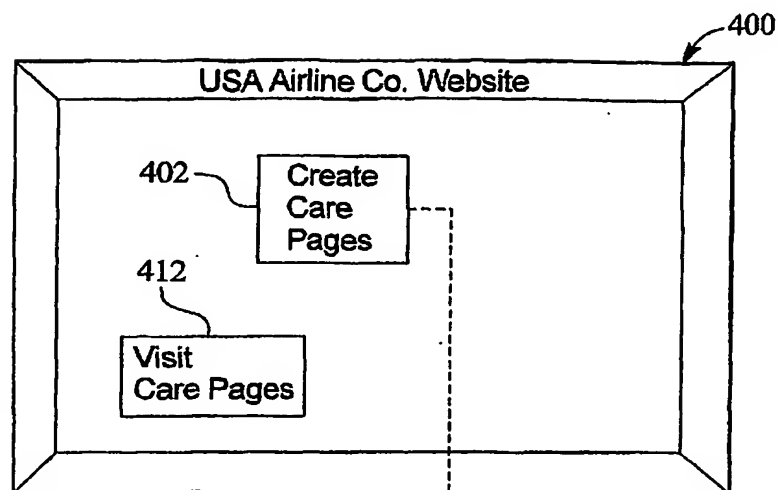 400
USA Airline Co. Website
402
Create
Care
Pages
412
Visit
Care Pages